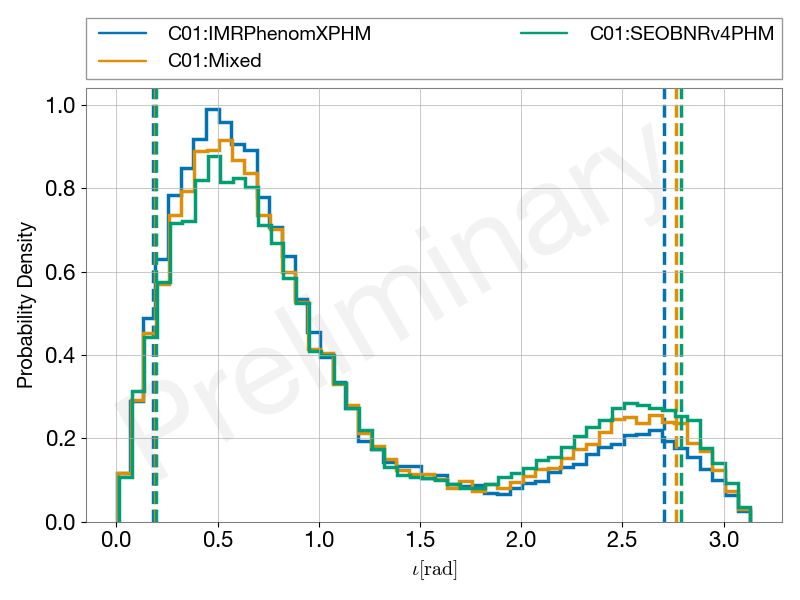 C01:IMRPhenomXPHM
C01:SEOBNRv4PHM
C01:Mixed
1.0
0.8
0.6
0.4
0.2
0.0
Probability Density
Preliminary
0.0 0.5 1.0 1.5 2.0 2.5 3.0
ι[rad]